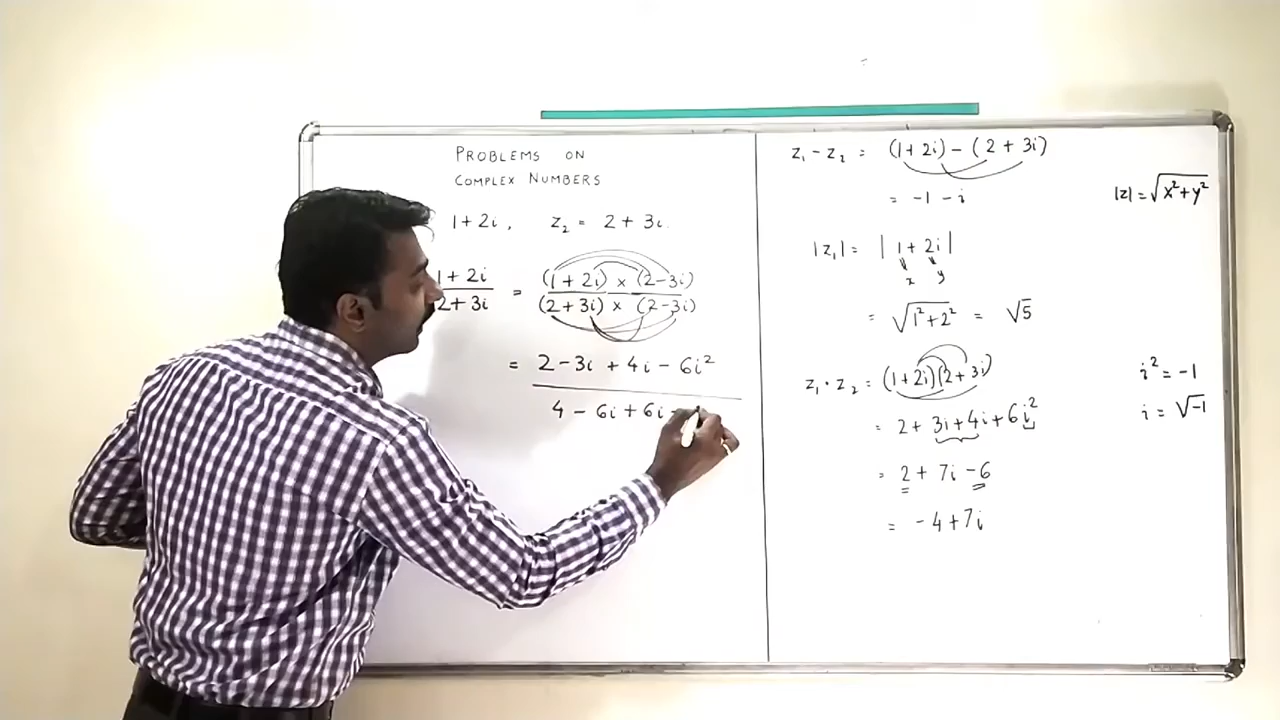 PROBLEMS ON
COMPLEX NUMBERS
1+2i, z₂ = 2 + 3i.
1+2i/2+3i = (1+2i) × (2-3i)/(2+3i) × (2-3i)
= 2-3i+4i-6i²/4-6i+6i-
z₁-z₂ = (1+2i)-(2+3i)
= -1-i
|z|=√x²+y²
|z₁| = |1+2i|
x y
= √1²+2² = √5
z₁·z₂ = (1+2i)(2+3i)
= 2+3i+4i+6i²
= 2+7i-6
= -4+7i
i² = -1
i = √-1